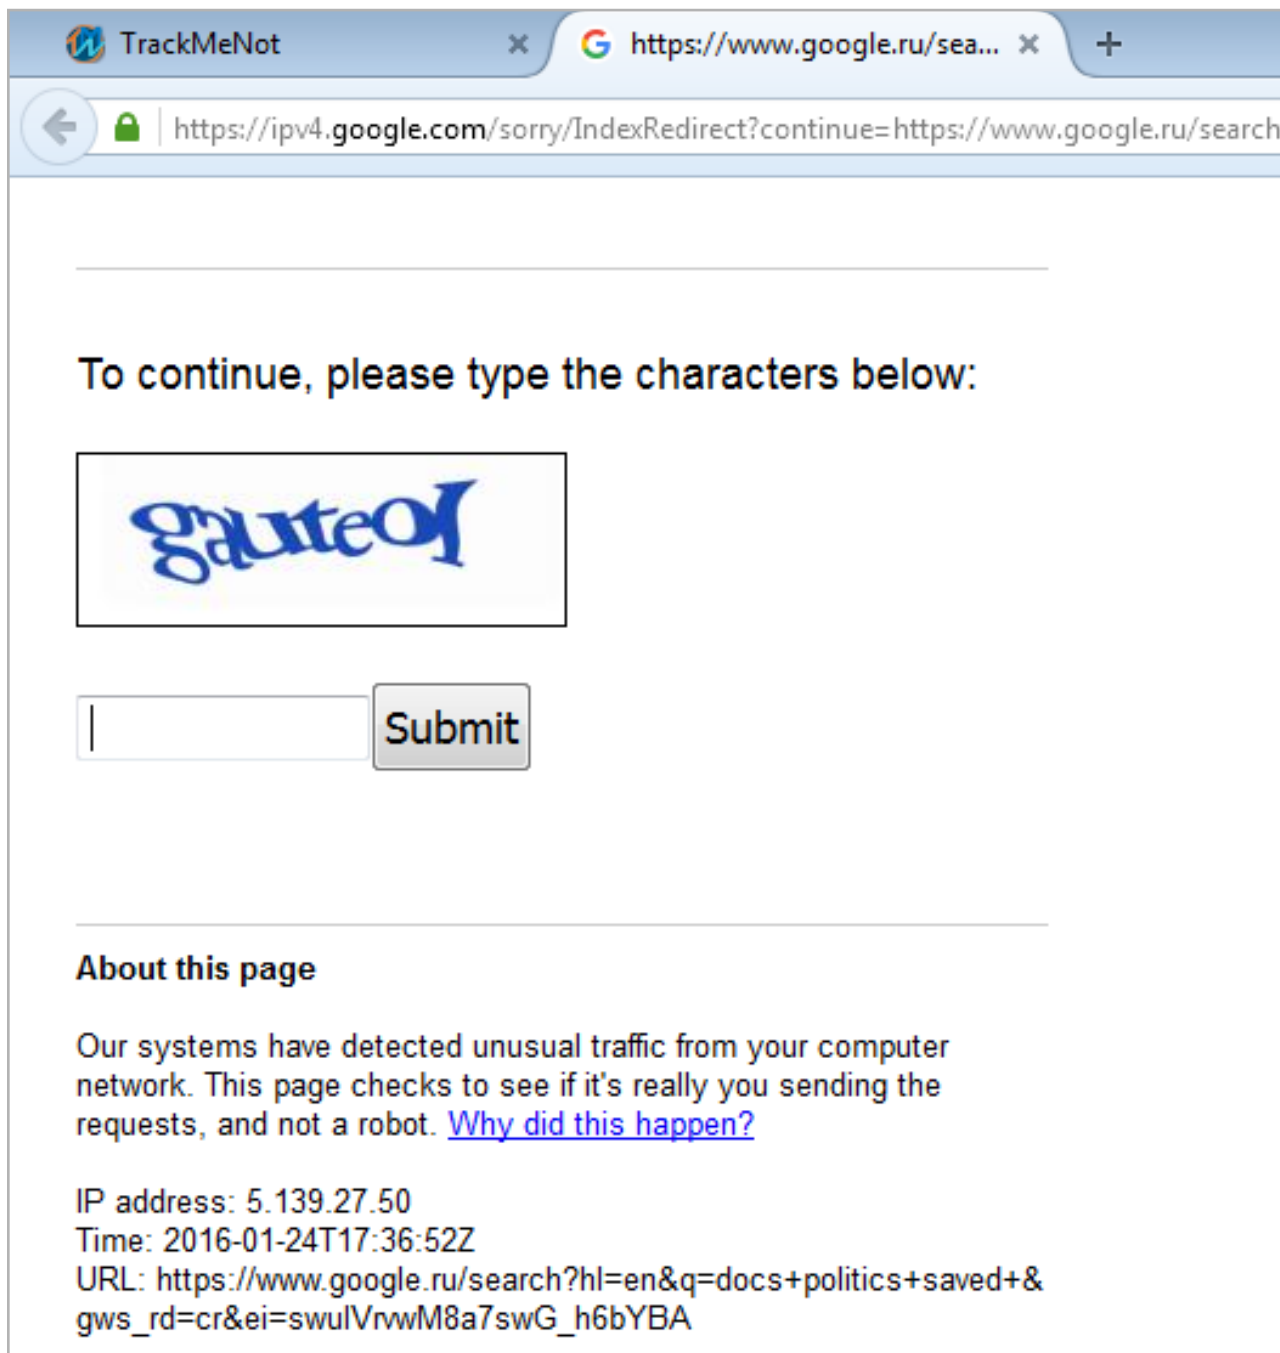 TrackMeNot
https://www.google.ru/sea...
https://ipv4.google.com/sorry/IndexRedirect?continue=https://www.google.ru/search
To continue, please type the characters below:
Submit
About this page
Our systems have detected unusual traffic from your computer
network. This page checks to see if it's really you sending the
requests, and not a robot. Why did this happen?
IP address: 5.139.27.50
Time: 2016-01-24T17:36:52Z
URL: https://www.google.ru/search?hl=en&q=docs+politics+saved+&
gws_rd=cr&ei=swulVrvwM8a7swG_h6bYBA